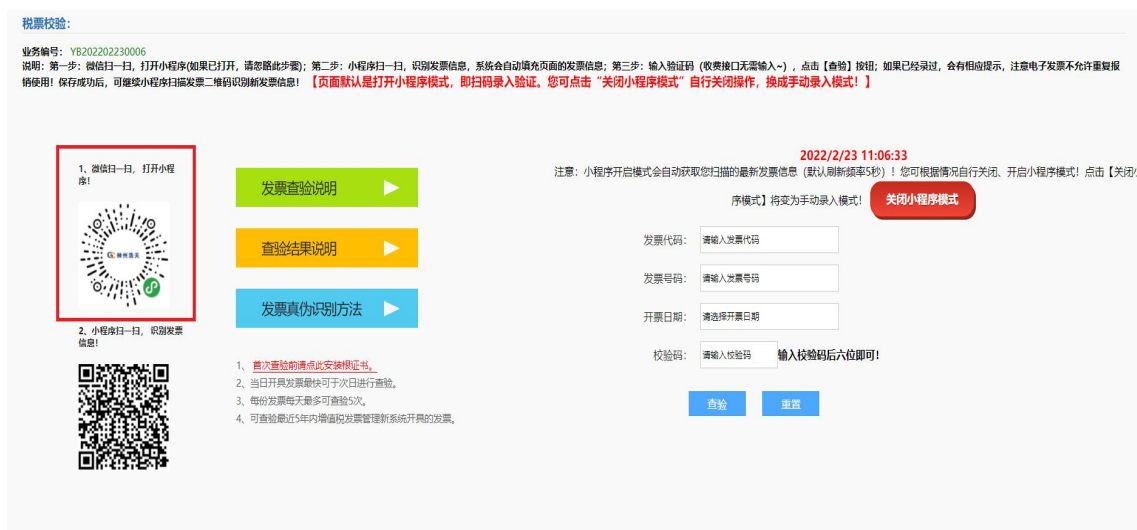 税票校验:
业务编号: YB202202230006
说明: 第一步: 微信扫一扫, 打开小程序(如果已打开, 请忽略此步骤); 第二步: 小程序扫一扫, 识别发票信息, 系统会自动填充页面的发票信息; 第三步: 输入验证码 (收费接口无需输入~) , 点击【查验】按钮; 如果已经录过, 会有相应提示, 注意电子发票不允许重复报
销使用! 保存成功后, 可继续小程序扫描发票二维码识别新发票信息! 【页面默认是打开小程序模式, 即扫码录入验证。您可点击“关闭小程序模式”自行关闭操作, 换成手动录入模式! 】
1、微信扫一扫, 打开小程
序!
神州浩天
2、小程序扫一扫, 识别发票
信息!
发票查验说明
查验结果说明
发票真伪识别方法
1、 首次查验前请点此安装根证书。
2、当日开具发票最快可于次日进行查验。
3、每份发票每天最多可查验5次。
4、可查验最近5年内增值税发票管理新系统开具的发票。
2022/2/23 11:06:33
注意: 小程序开启模式会自动获取您扫描的最新发票信息 (默认刷新频率5秒) ! 您可根据情况自行关闭、开启小程序模式! 点击【关闭小
序模式】将变为手动录入模式! 关闭小程序模式
发票代码: 请输入发票代码
发票号码: 请输入发票号码
开票日期: 请选择开票日期
校验码: 请输入校验码 输入校验码后六位即可!
查验 重置